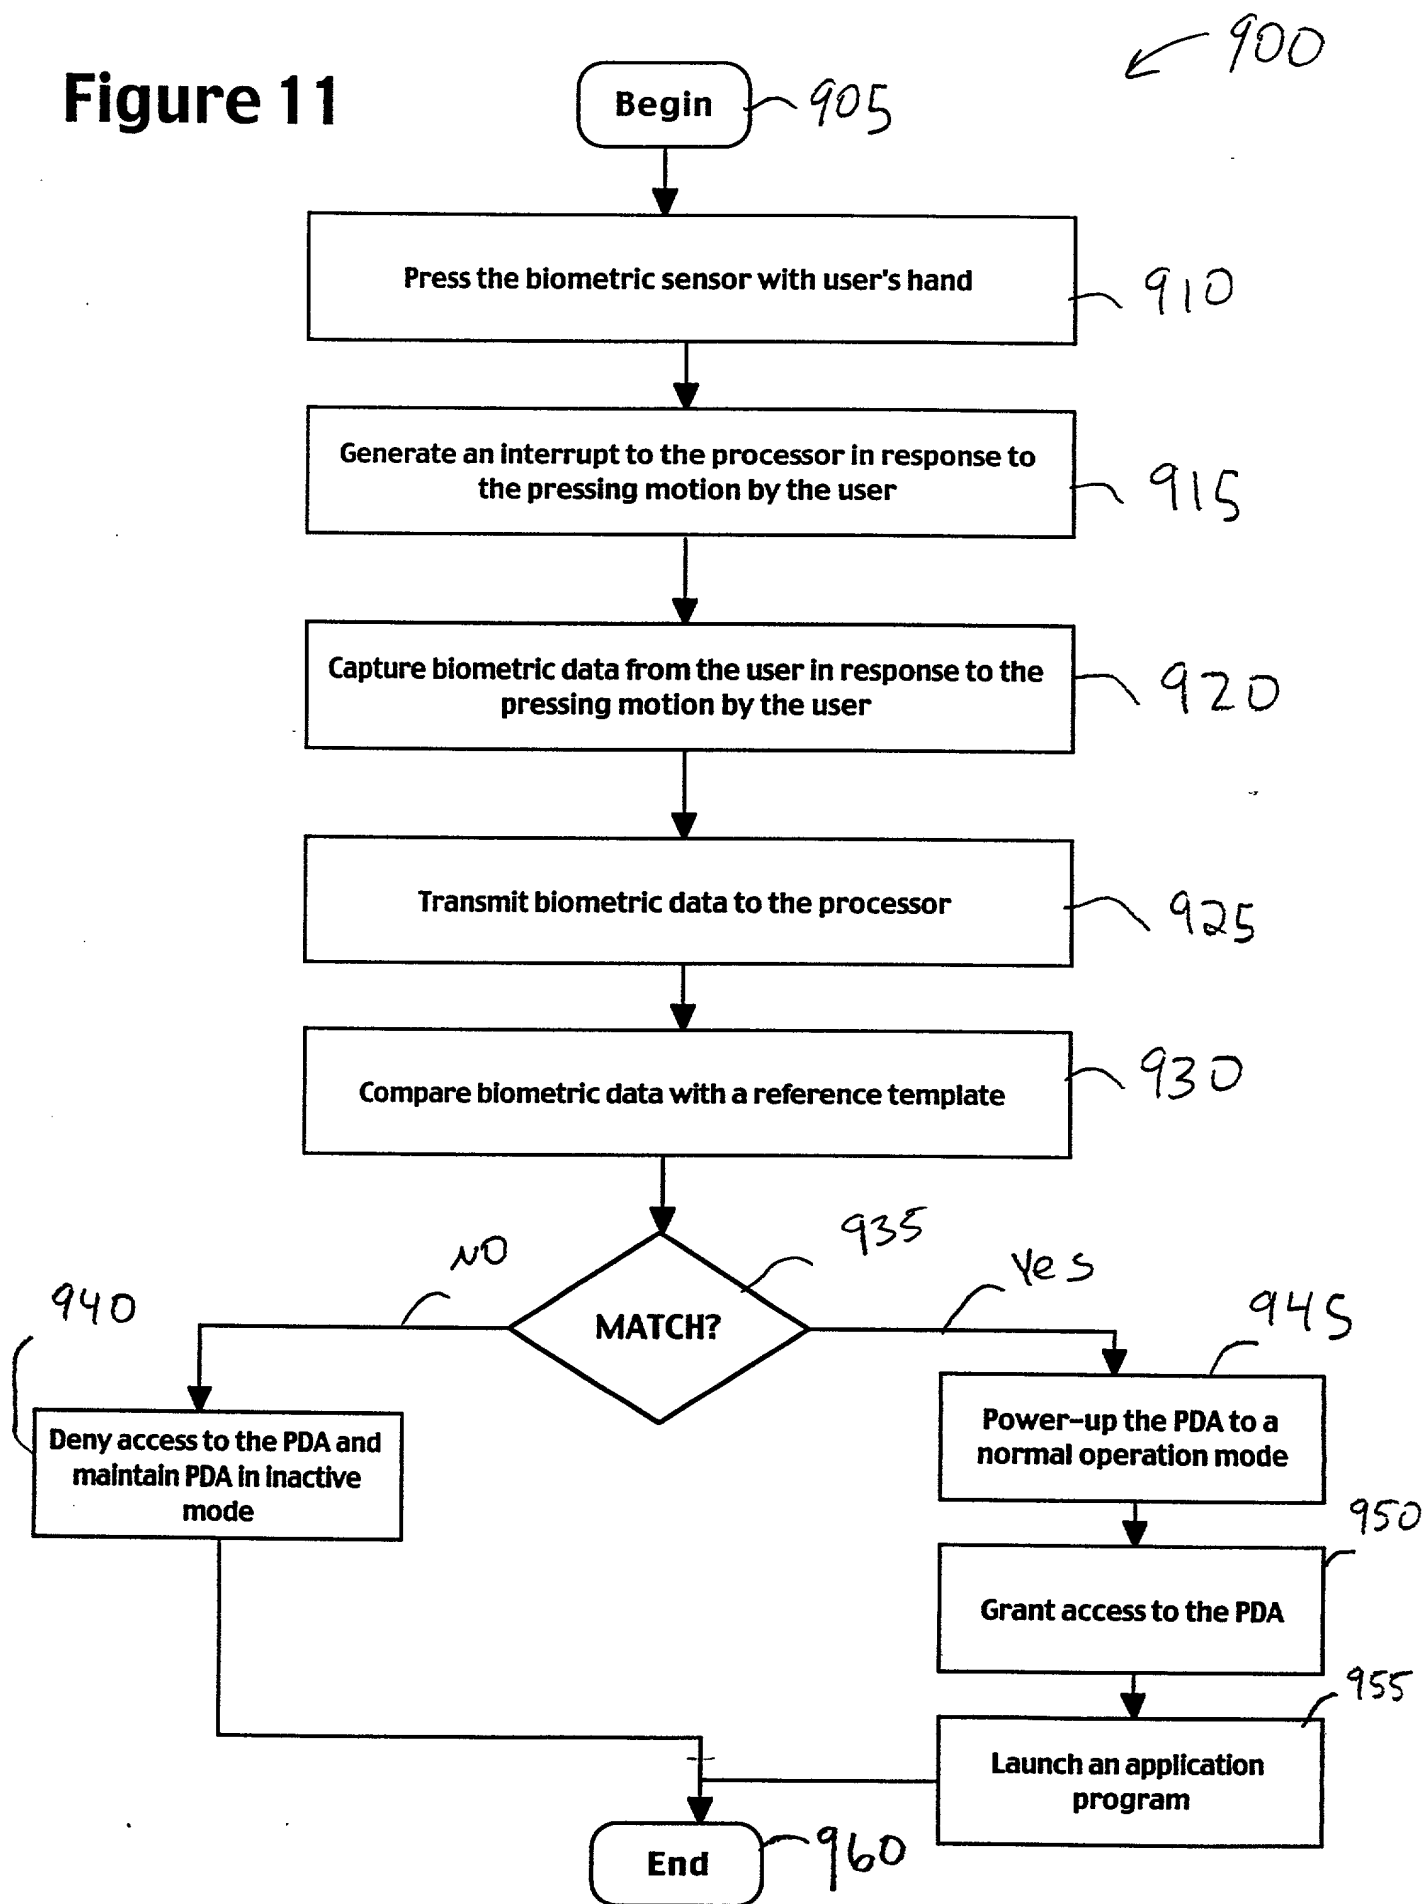 900
Figure 11
Begin
905
Press the biometric sensor with user's hand
910
Generate an interrupt to the processor in response to
the pressing motion by the user
915
Capture biometric data from the user in response to the
pressing motion by the user
920
Transmit biometric data to the processor
925
Compare biometric data with a reference template
930
935
NO
Yes
MATCH?
940
945
Deny access to the PDA and
maintain PDA in inactive
mode
Power-up the PDA to a
normal operation mode
950
Grant access to the PDA
955
Launch an application
program
End
960